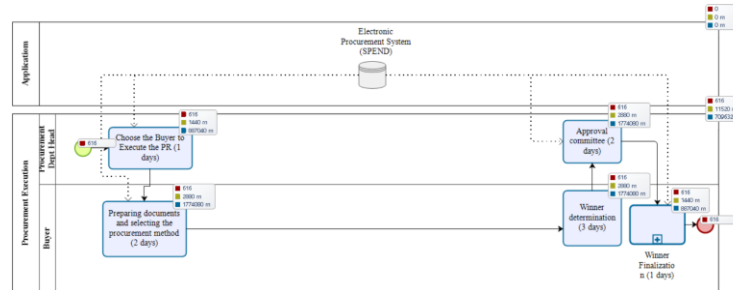 0
0 m
0 m
Electronic
Procurement System
(SPEND)
Applications
616
11520 m
616
1440 m
887040 m
616
2880 m
1774080 m
616
Choose the Buyer to
Execute the PR (1
days)
Approval
committee (2
days)
Procurement
Dept Head
Procurement Execution
616
2880 m
1774080 m
616
2880 m
1774080 m
616
1440 m
887040 m
Preparing documents
and selecting the
procurement method
(2 days)
Winner
determination
(3 days)
616
Buyer
Winner
Finalizatio
n (1 days)